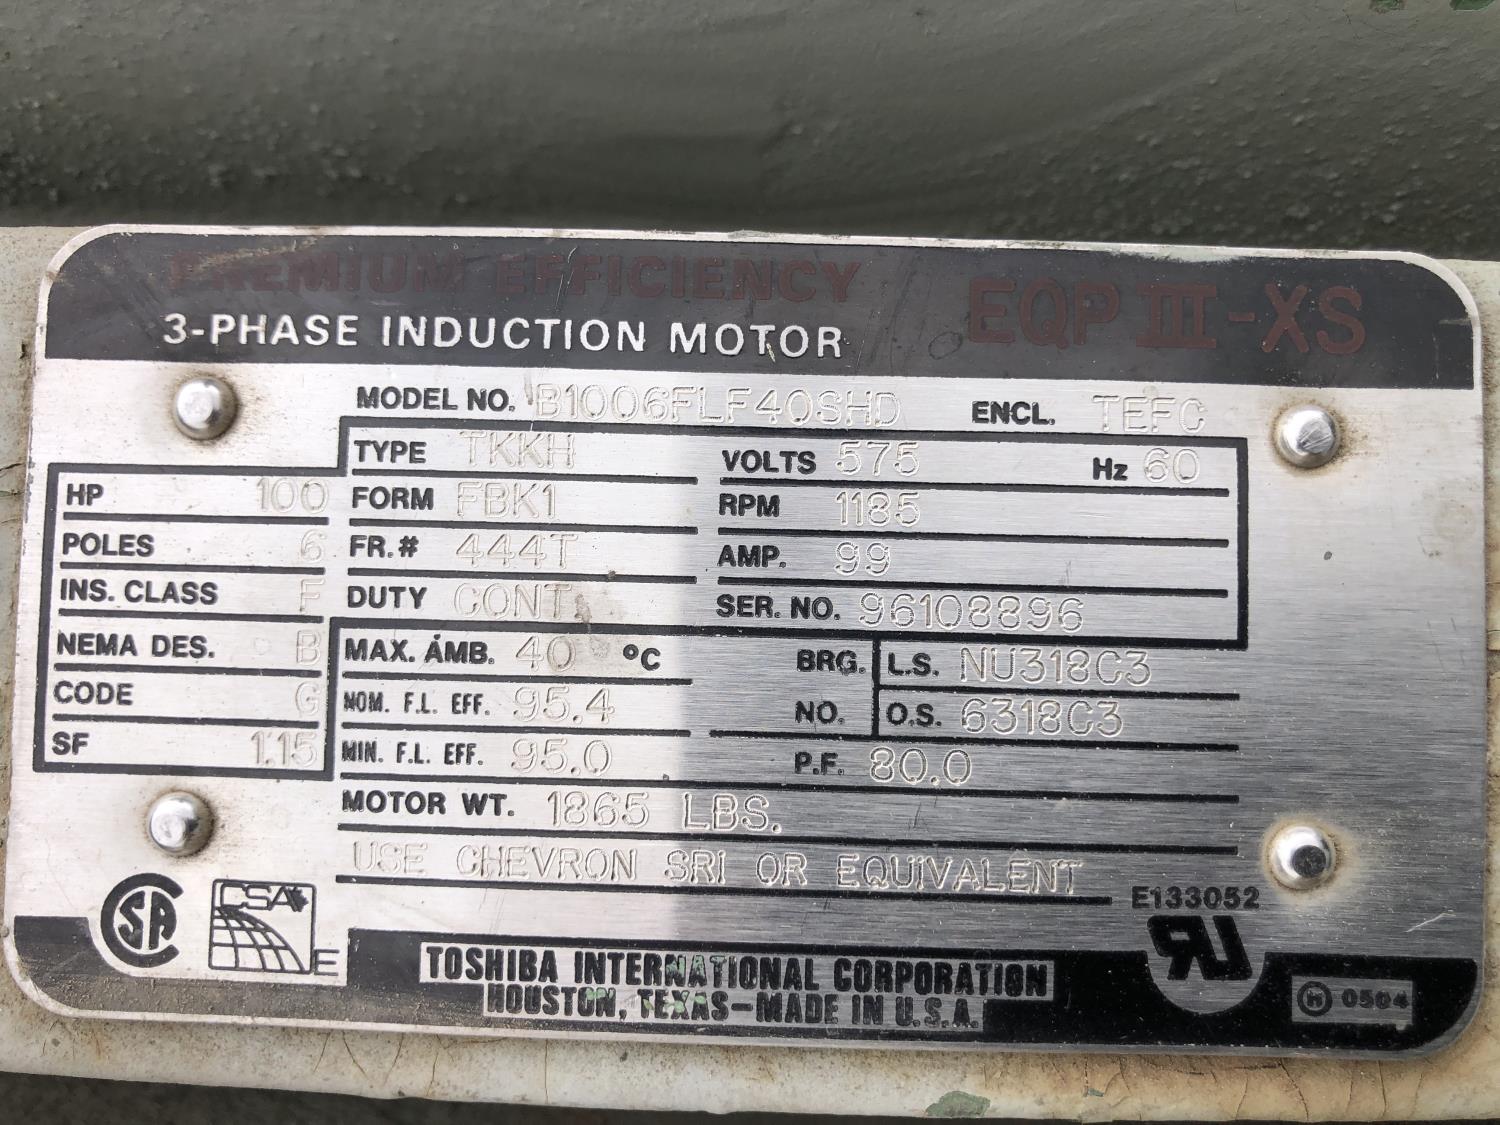 PREMIUM EFFICIENCY EQP III-XS
3-PHASE INDUCTION MOTOR
MODEL NO. B1006FLF40SHD ENCL. TEFC
TYPE TKKH VOLTS 575 Hz 60
HP 100 FORM FBK1 RPM 1185
POLES 6 FR.# 444T AMP. 99
INS. CLASS F DUTY CONT. SER. NO. 96108896
NEMA DES. B MAX. AMB. 40 °C BRG. L.S. NU318C3
CODE G NOM. F.L. EFF. 95.4 NO. O.S. 6318C3
SF 1.15 MIN. F.L. EFF. 95.0 P.F. 80.0
MOTOR WT. 1865 LBS.
USE CHEVRON SRI OR EQUIVALENT
E133052
CSA E
TOSHIBA INTERNATIONAL CORPORATION
HOUSTON, TEXAS-MADE IN U.S.A.
0504